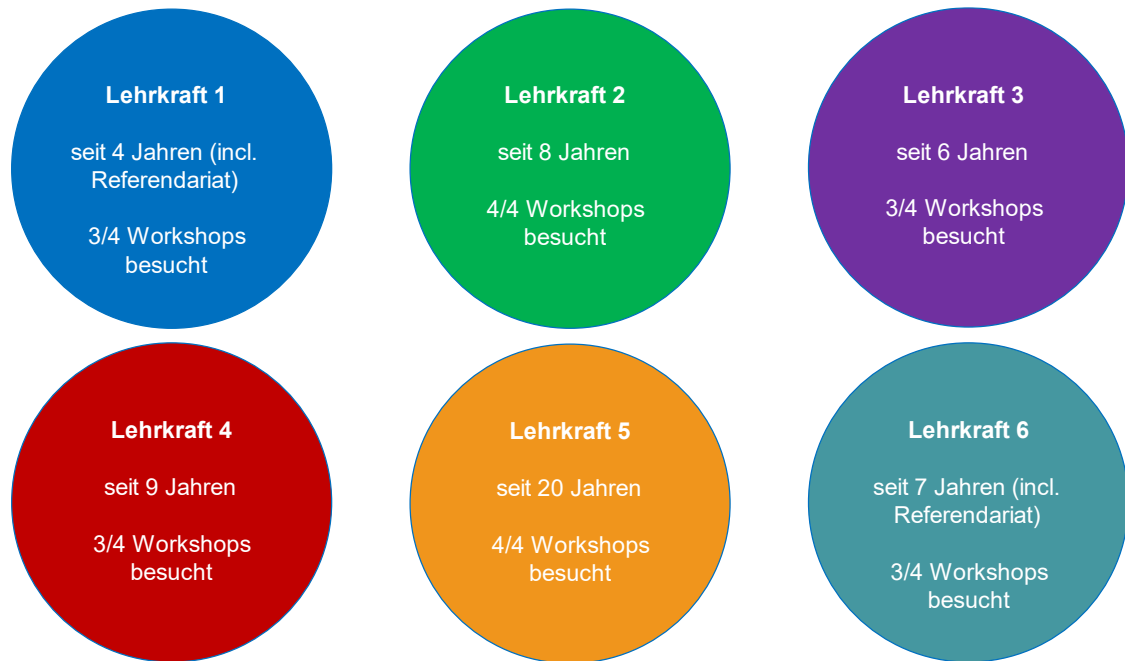 Lehrkraft 1
seit 4 Jahren (incl.
Referendariat)
3/4 Workshops
besucht
Lehrkraft 2
seit 8 Jahren
4/4 Workshops
besucht
Lehrkraft 3
seit 6 Jahren
3/4 Workshops
besucht
Lehrkraft 4
seit 9 Jahren
3/4 Workshops
besucht
Lehrkraft 5
seit 20 Jahren
4/4 Workshops
besucht
Lehrkraft 6
seit 7 Jahren (incl.
Referendariat)
3/4 Workshops
besucht